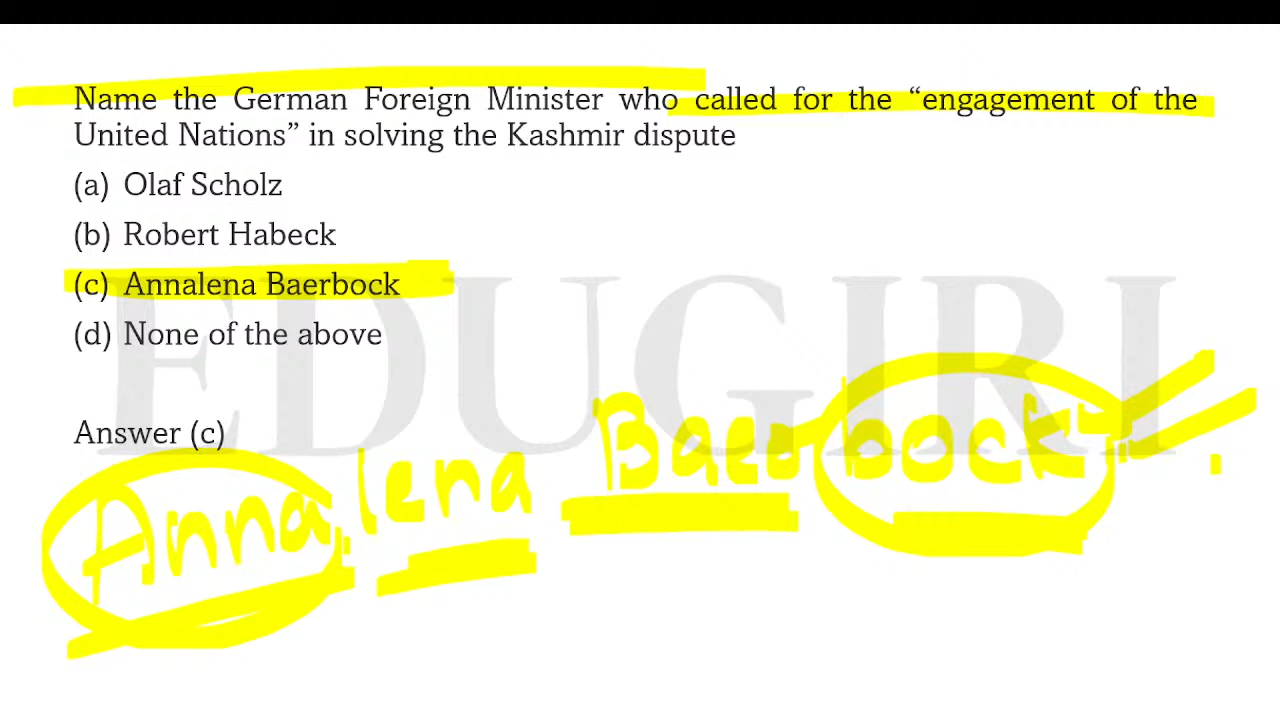 Name the German Foreign Minister who called for the “engagement of the
United Nations” in solving the Kashmir dispute
(a) Olaf Scholz
(b) Robert Habeck
(c) Annalena Baerbock
(d) None of the above
EDUGIRI
Answer (c)
Annalena Baerbock